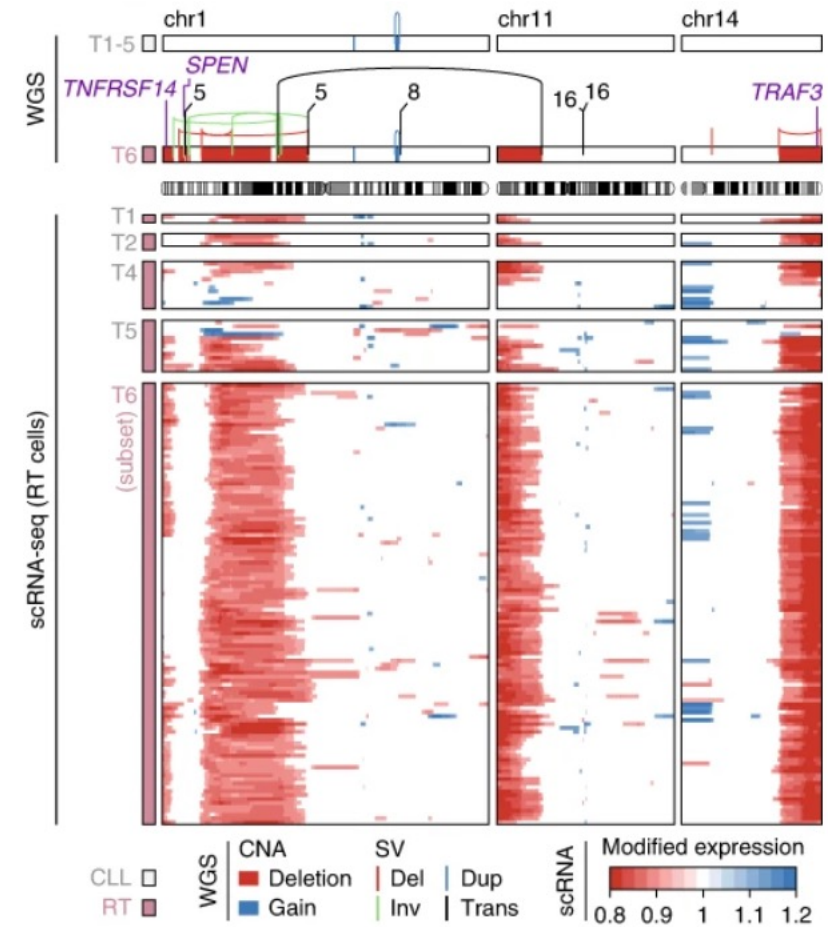 chr1 chr11 chr14
T1-5
WGS
SPEN
TNFRSF14 5 5 8 16 16 TRAF3
T6
T1
T2
T4
T5
T6
(subset)
scRNA-seq (RT cells)
CNA SV scRNA Modified expression
CLL WGS Deletion Del Dup
RT Gain Inv Trans
0.8 0.9 1 1.1 1.2